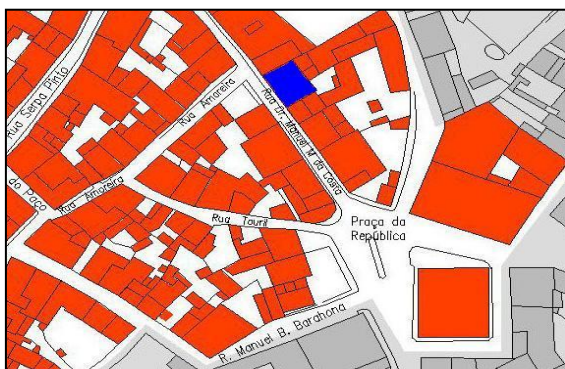 Rua Serpa Pinto
Rua Amoreira
Rua Dr. Manuel M da Costa
do Paço
Rua Amoreira
Rua Touril
Praça da
República
R. Manuel B. Barahona